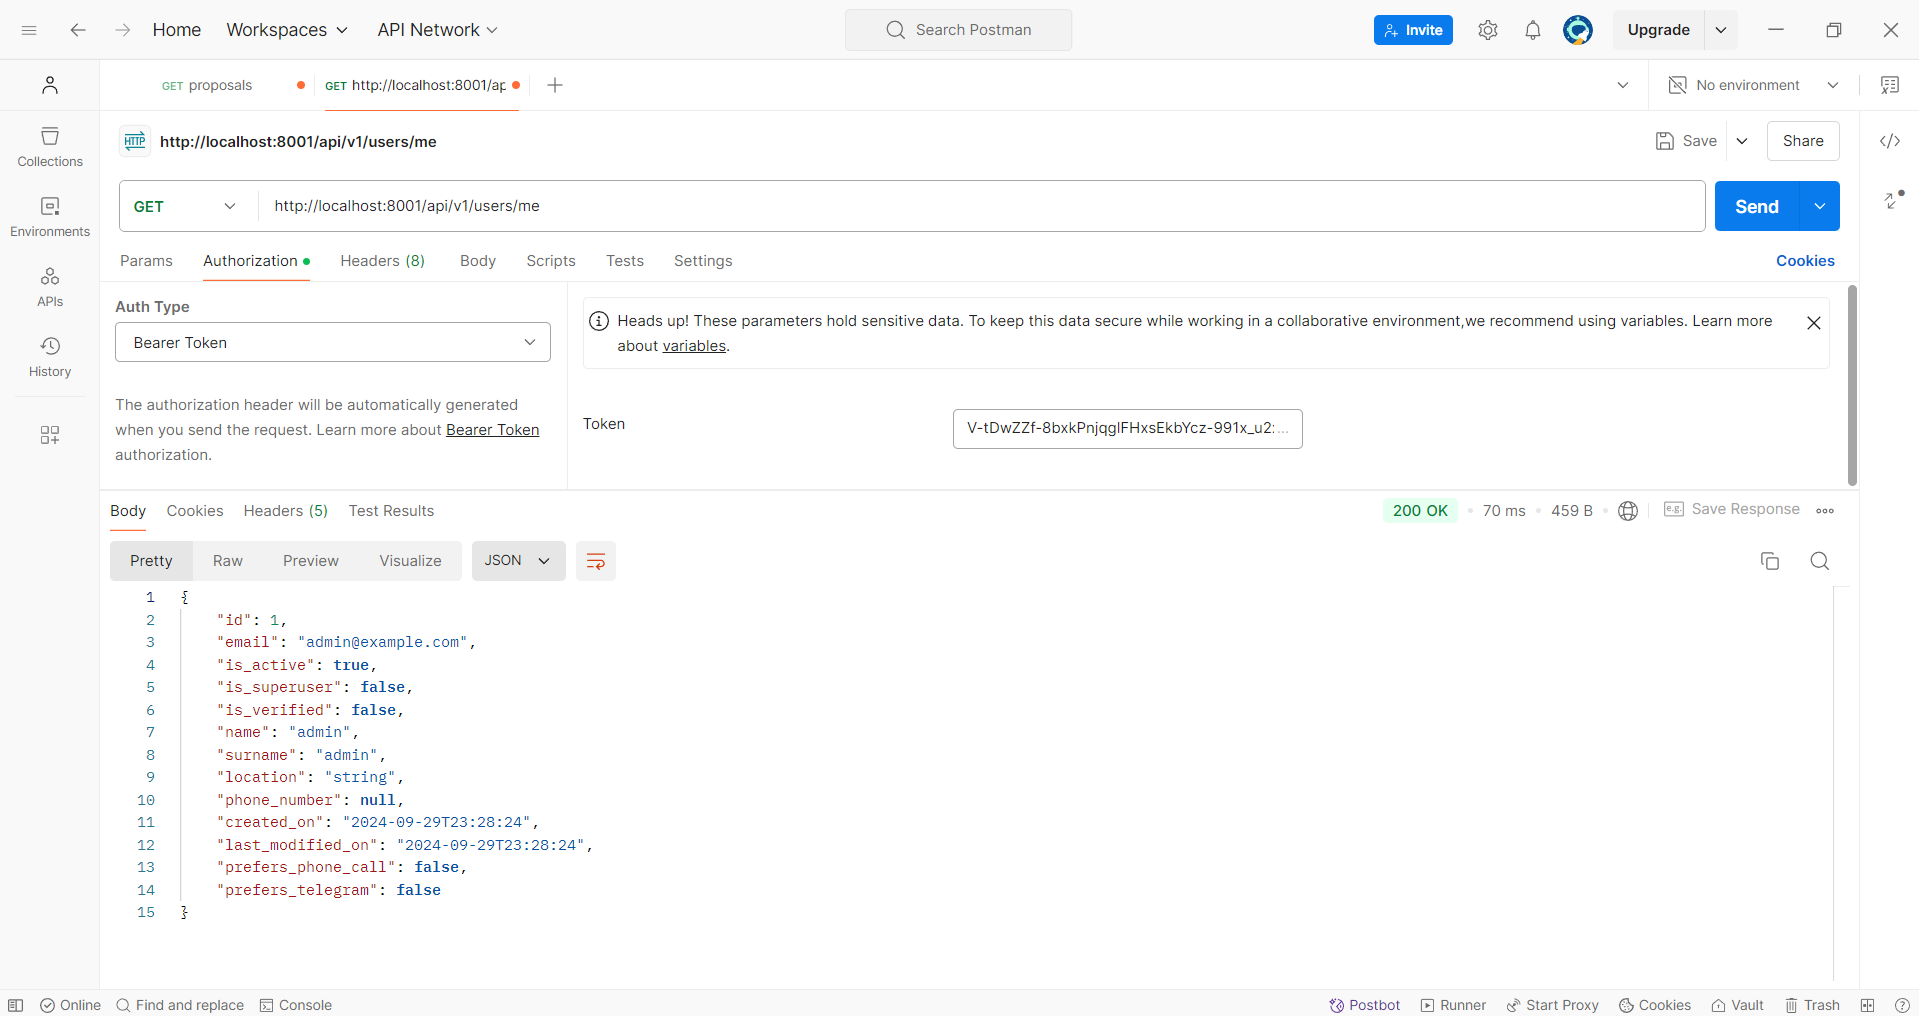 Home Workspaces API Network Search Postman Invite Upgrade
GET proposals GET http://localhost:8001/ap No environment
HTTP http://localhost:8001/api/v1/users/me Save Share
GET http://localhost:8001/api/v1/users/me Send
Params Authorization Headers (8) Body Scripts Tests Settings Cookies
Collections
Environments
APIs
History
Auth Type
Bearer Token
The authorization header will be automatically generated
when you send the request. Learn more about Bearer Token
authorization.
Heads up! These parameters hold sensitive data. To keep this data secure while working in a collaborative environment,we recommend using variables. Learn more
about variables.
Token V-tDwZZf-8bxkPnjqglFHxsEkbYcz-991x_u2:...
Body Cookies Headers (5) Test Results 200 OK 70 ms 459 B e.g. Save Response
Pretty Raw Preview Visualize JSON
1 {
2 "id": 1,
3 "email": "admin@example.com",
4 "is_active": true,
5 "is_superuser": false,
6 "is_verified": false,
7 "name": "admin",
8 "surname": "admin",
9 "location": "string",
10 "phone_number": null,
11 "created_on": "2024-09-29T23:28:24",
12 "last_modified_on": "2024-09-29T23:28:24",
13 "prefers_phone_call": false,
14 "prefers_telegram": false
15 }
Online Find and replace Console Postbot Runner Start Proxy Cookies Vault Trash